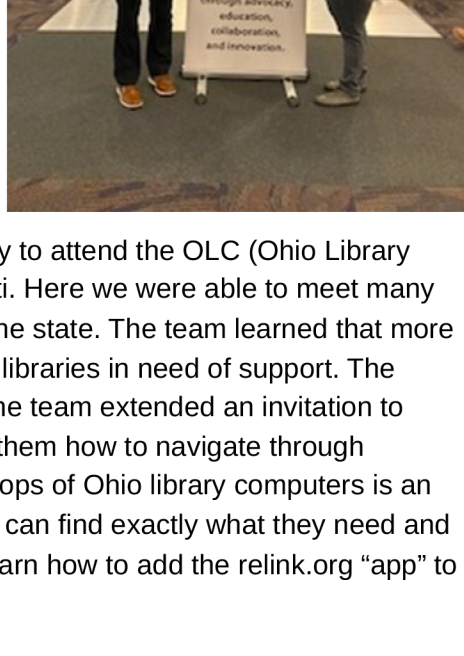 through advocacy,
education,
collaboration,
and innovation.
y to attend the OLC (Ohio Library
ti. Here we were able to meet many
he state. The team learned that more
libraries in need of support. The
he team extended an invitation to
them how to navigate through
ops of Ohio library computers is an
can find exactly what they need and
arn how to add the relink.org “app” to